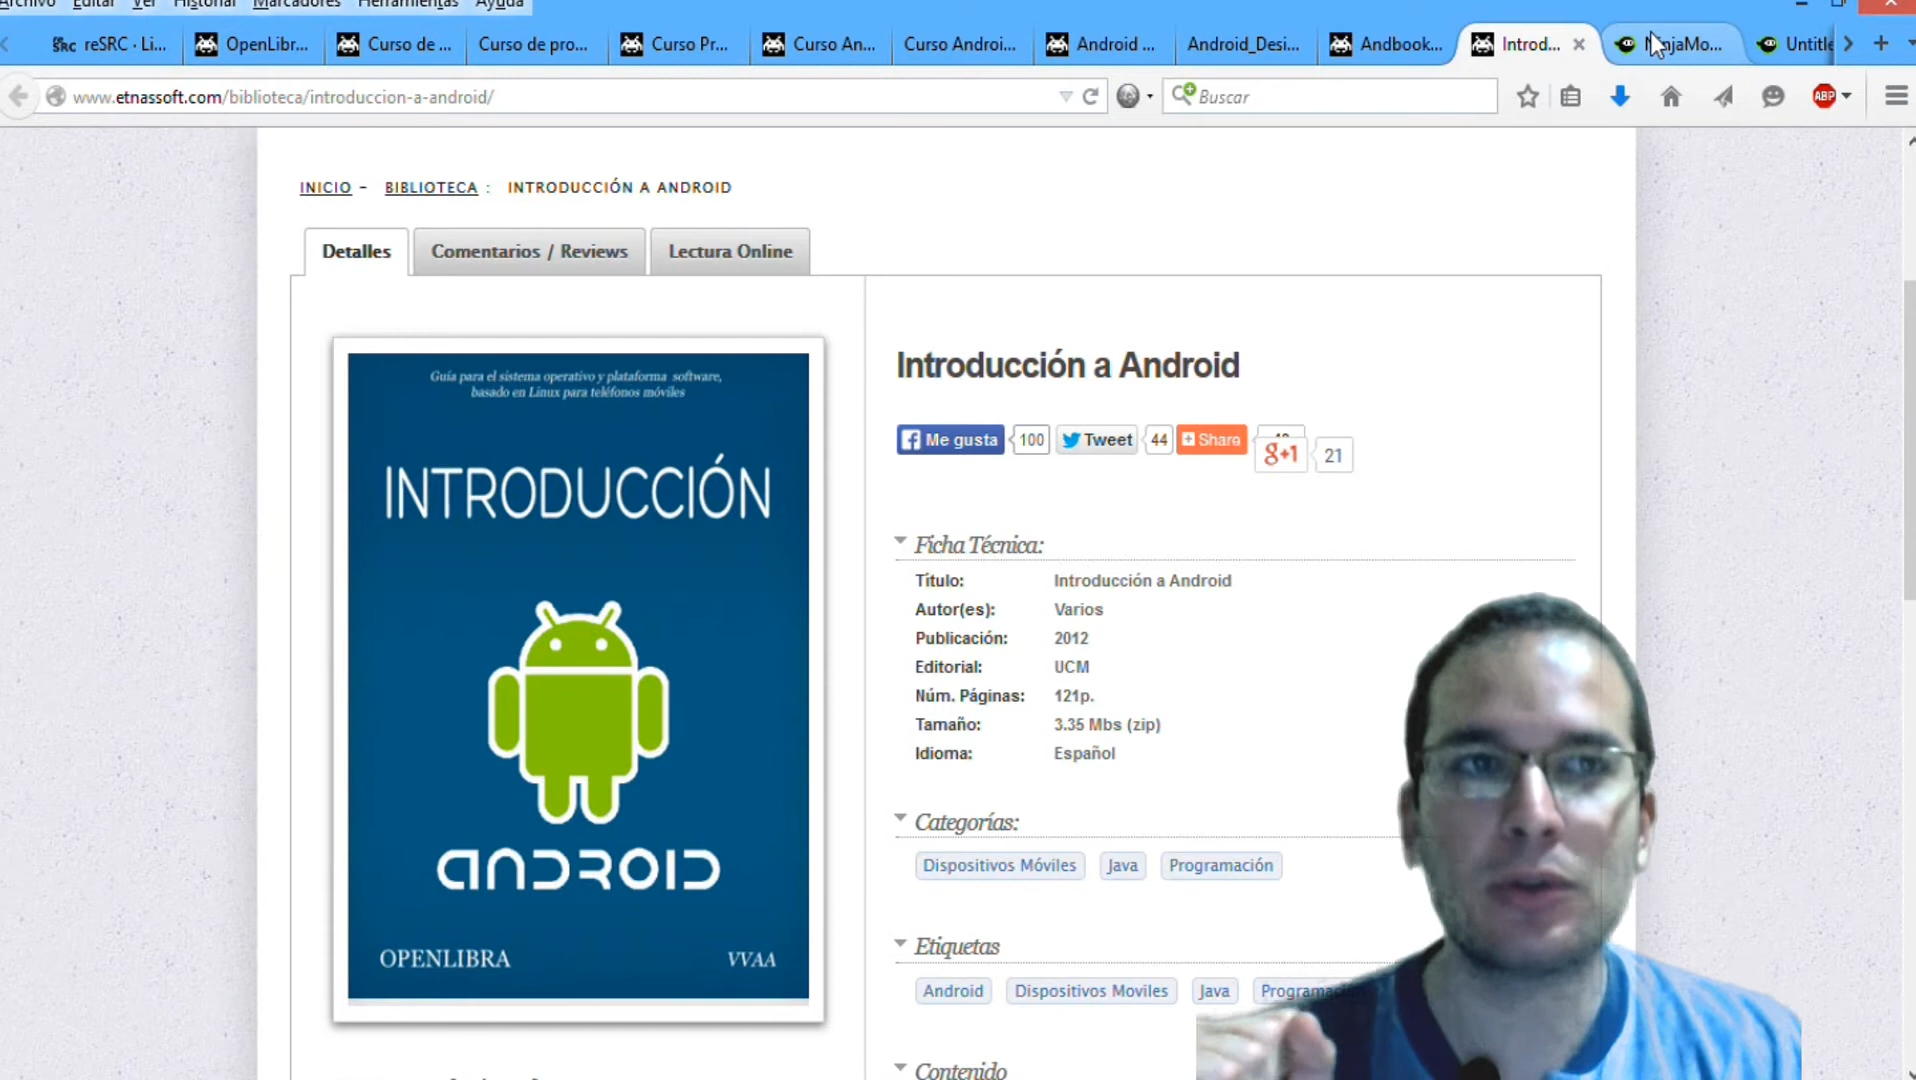 Archivo Editar Ver Historial Marcadores Herramientas Ayuda
reSRC · Li...
OpenLibr...
Curso de ...
Curso de pro...
Curso Pr...
Curso An...
Curso Androi...
Android ...
Android_Desi...
Andbook...
Introd...
NinjaMo...
Untitle
www.etnassoft.com/biblioteca/introduccion-a-android/
Buscar
ABP
INICIO - BIBLIOTECA : INTRODUCCIÓN A ANDROID
Detalles
Comentarios / Reviews
Lectura Online
Guía para el sistema operativo y plataforma software,
basado en Linux para teléfonos móviles
INTRODUCCIÓN
ANDROID
OPENLIBRA
VVAA
Introducción a Android
Me gusta 100 Tweet 44 Share
g+1 21
Ficha Técnica:
Título: Introducción a Android
Autor(es): Varios
Publicación: 2012
Editorial: UCM
Núm. Páginas: 121p.
Tamaño: 3.35 Mbs (zip)
Idioma: Español
Categorías:
Dispositivos Móviles Java Programación
Etiquetas
Android Dispositivos Moviles Java Programación
Contenido